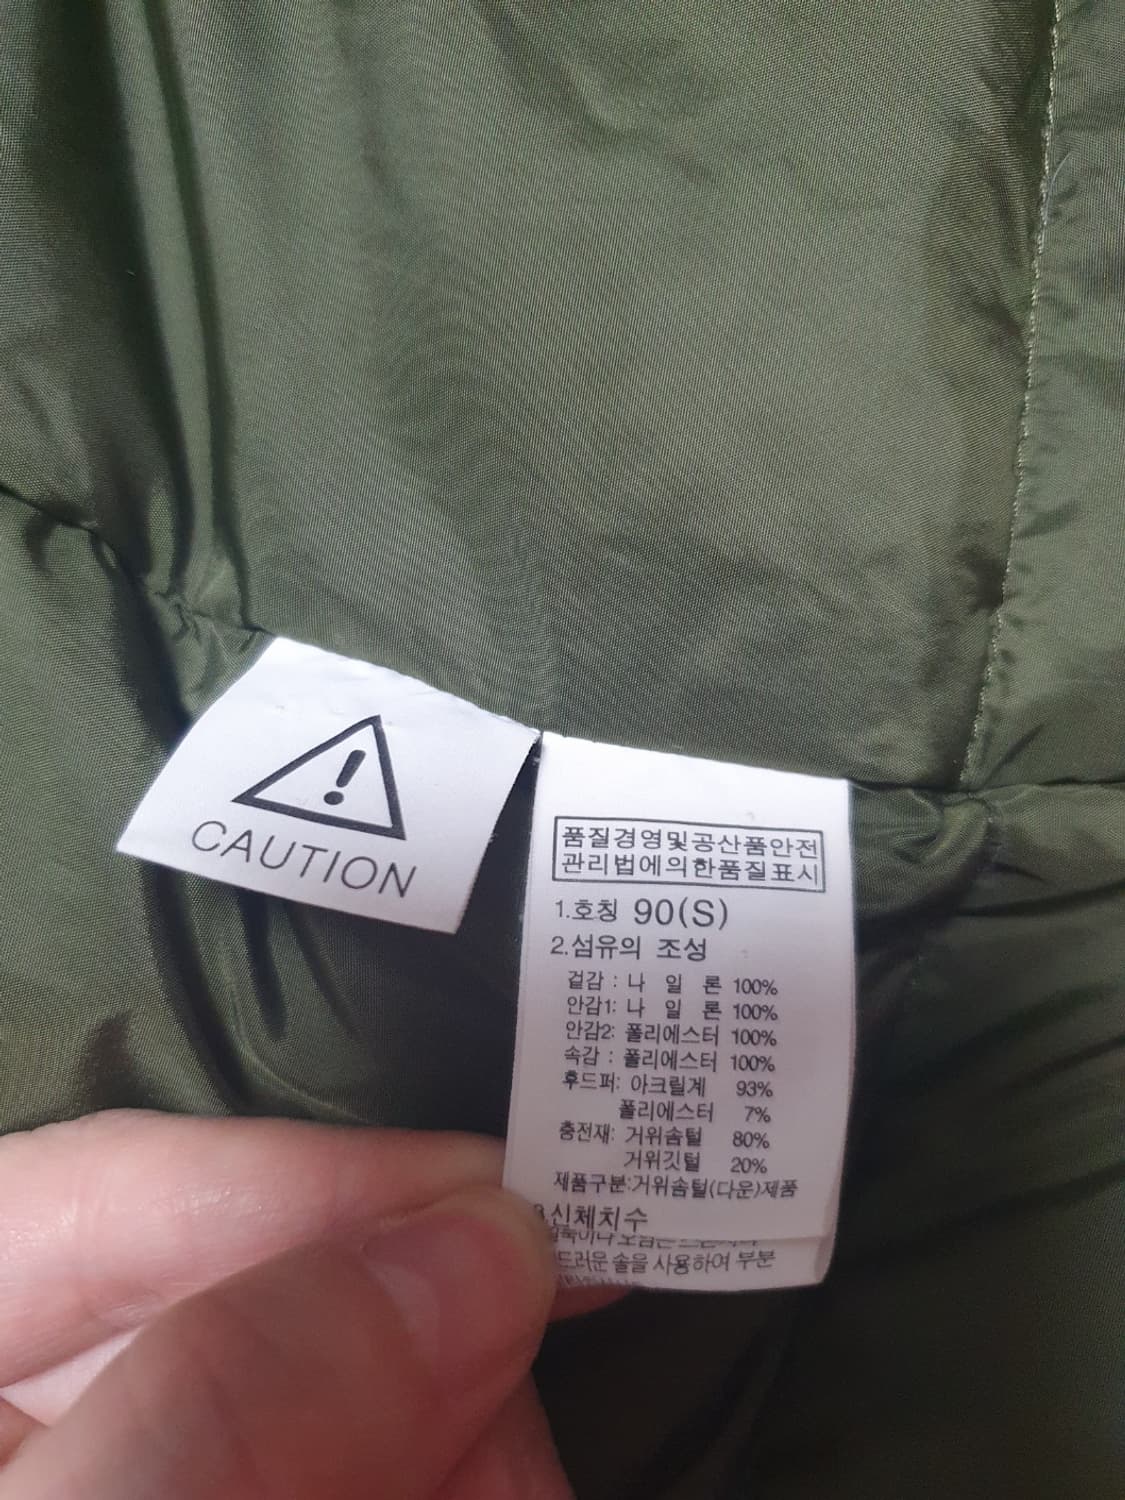 CAUTION
품질경영및공산품안전
관리법에의한품질표시
1.호칭 90(S)
2.섬유의 조성
겉감 : 나 일 론 100%
안감1: 나 일 론 100%
안감2: 폴리에스터 100%
속감 : 폴리에스터 100%
후드퍼: 아크릴계 93%
폴리에스터 7%
충전재: 거위솜털 80%
거위깃털 20%
제품구분:거위솜털(다운)제품
신체치수
드러운 솔을 사용하여 부분